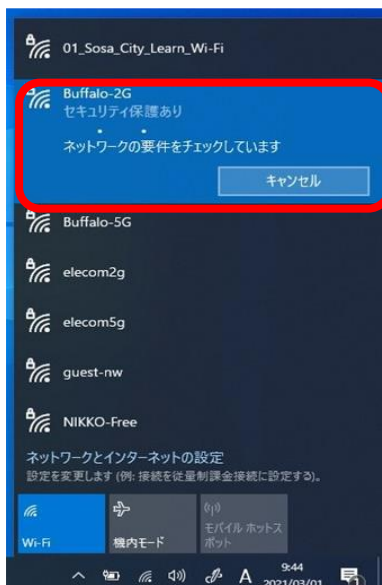 01_Sosa_City_Learn_Wi-Fi
Buffalo-2G
セキュリティ保護あり
ネットワークの要件をチェックしています
キャンセル
Buffalo-5G
elecom2g
elecom5g
guest-nw
NIKKO-Free
ネットワークとインターネットの設定
設定を変更します (例: 接続を従量制課金接続に設定する)。
Wi-Fi
機内モード
モバイル ホットス
ポット
A
9:44
2021/03/01
1